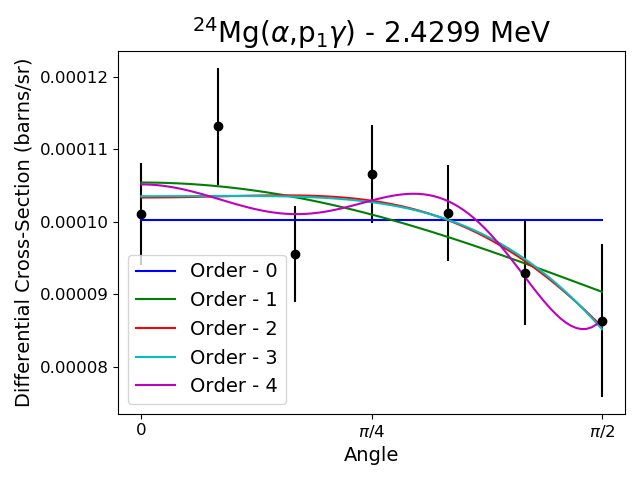 ²⁴Mg(α,p₁γ) - 2.4299 MeV
Differential Cross-Section (barns/sr)
0.00012
0.00011
0.00010
0.00009
0.00008
Order - 0
Order - 1
Order - 2
Order - 3
Order - 4
0
π/4
π/2
Angle